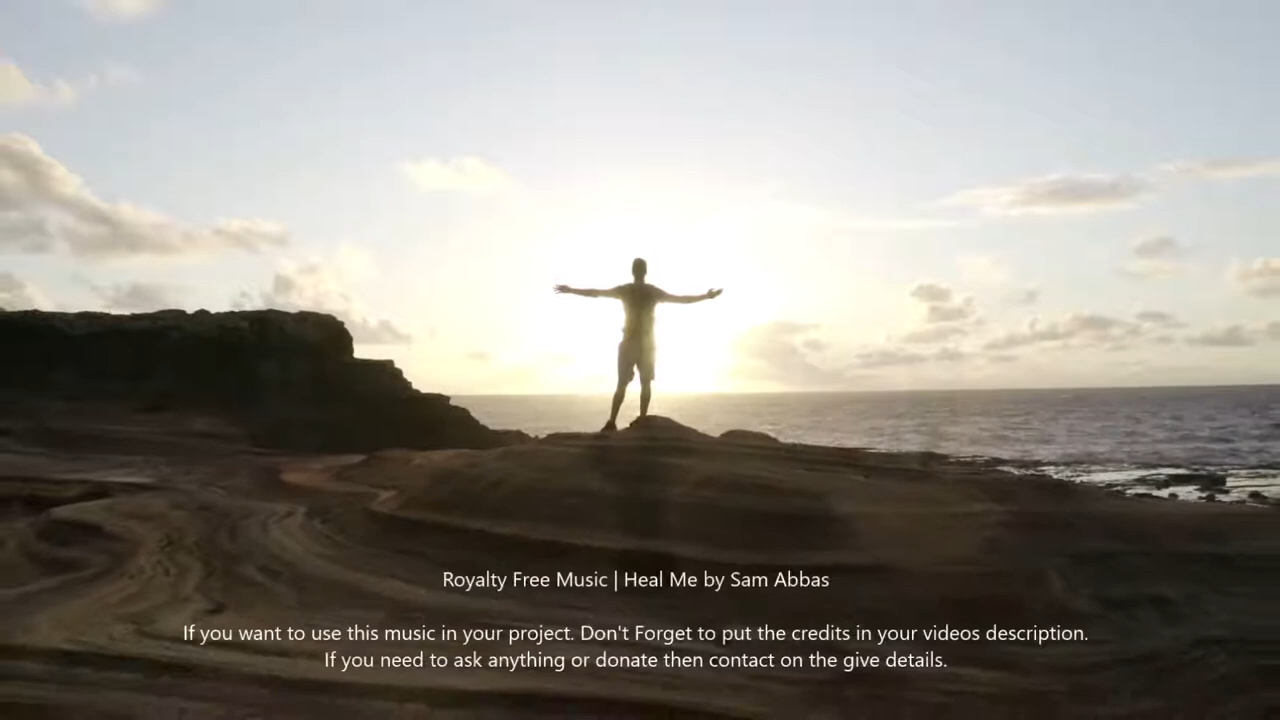 Royalty Free Music | Heal Me by Sam Abbas
If you want to use this music in your project. Don't Forget to put the credits in your videos description.
If you need to ask anything or donate then contact on the give details.